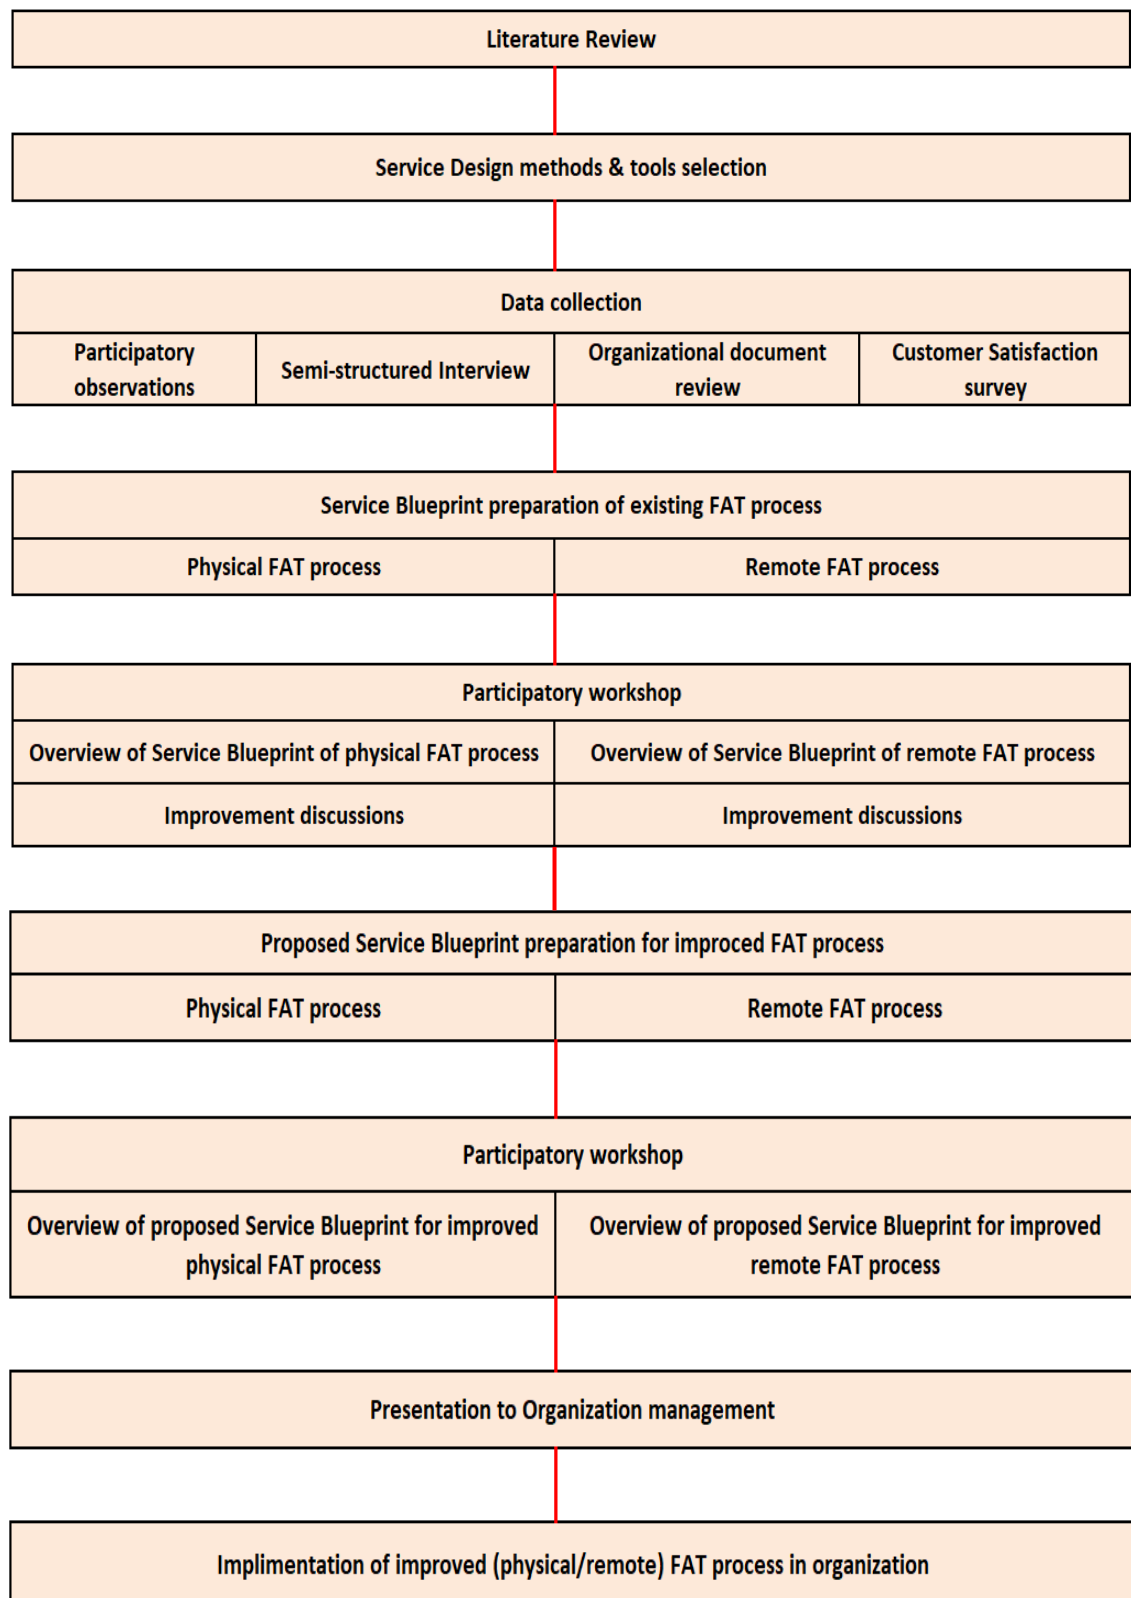 Literature Review
Service Design methods & tools selection
Data collection
Participatory
observations
Semi-structured Interview
Organizational document
review
Customer Satisfaction
survey
Service Blueprint preparation of existing FAT process
Physical FAT process
Remote FAT process
Participatory workshop
Overview of Service Blueprint of physical FAT process
Overview of Service Blueprint of remote FAT process
Improvement discussions
Improvement discussions
Proposed Service Blueprint preparation for improced FAT process
Physical FAT process
Remote FAT process
Participatory workshop
Overview of proposed Service Blueprint for improved
physical FAT process
Overview of proposed Service Blueprint for improved
remote FAT process
Presentation to Organization management
Implimentation of improved (physical/remote) FAT process in organization